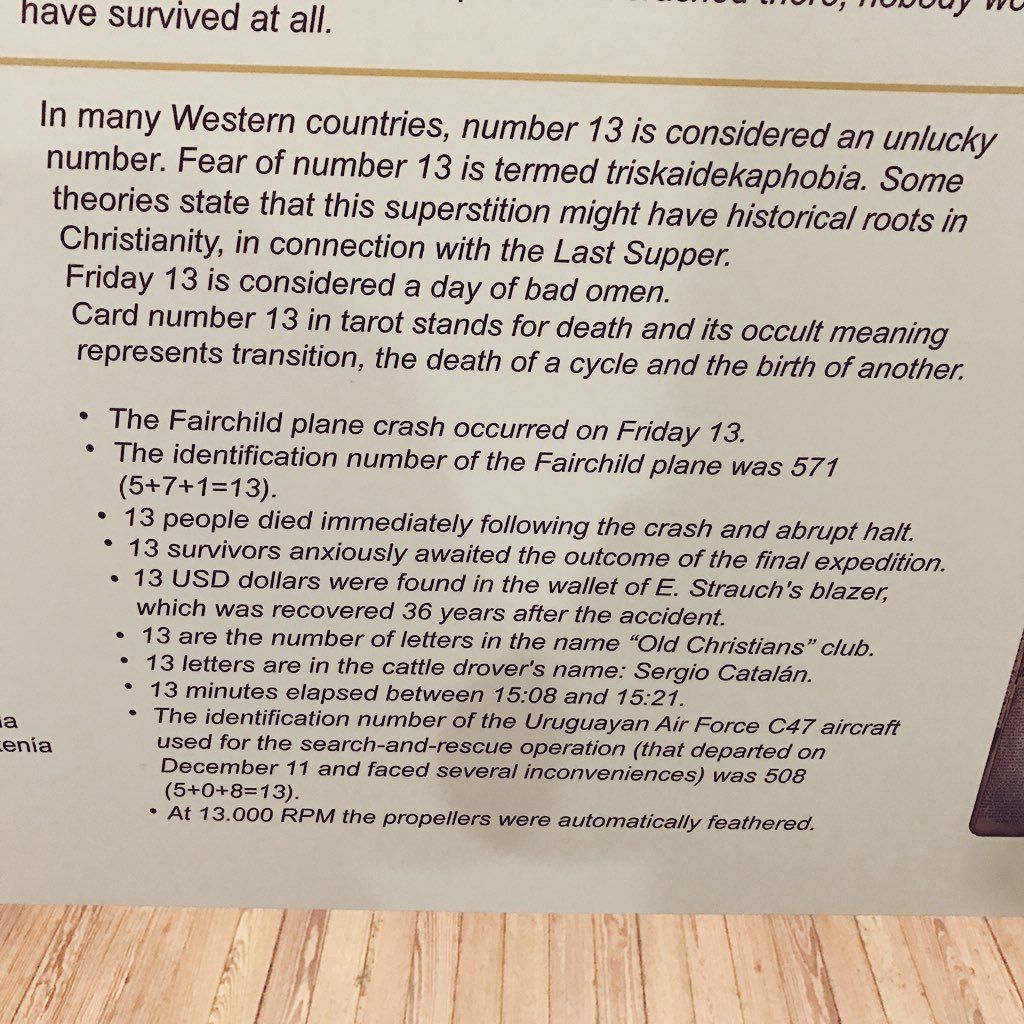 nobody wo
have survived at all.
In many Western countries, number 13 is considered an unlucky
number. Fear of number 13 is termed triskaidekaphobia. Some
theories state that this superstition might have historical roots in
Christianity, in connection with the Last Supper.
Friday 13 is considered a day of bad omen.
Card number 13 in tarot stands for death and its occult meaning
represents transition, the death of a cycle and the birth of another.
• The Fairchild plane crash occurred on Friday 13.
• The identification number of the Fairchild plane was 571
(5+7+1=13).
• 13 people died immediately following the crash and abrupt halt.
• 13 survivors anxiously awaited the outcome of the final expedition.
• 13 USD dollars were found in the wallet of E. Strauch's blazer,
which was recovered 36 years after the accident.
• 13 are the number of letters in the name “Old Christians” club.
• 13 letters are in the cattle drover's name: Sergio Catalán.
• 13 minutes elapsed between 15:08 and 15:21.
• The identification number of the Uruguayan Air Force C47 aircraft
used for the search-and-rescue operation (that departed on
December 11 and faced several inconveniences) was 508
(5+0+8=13).
• At 13.000 RPM the propellers were automatically feathered.
ia
tenía